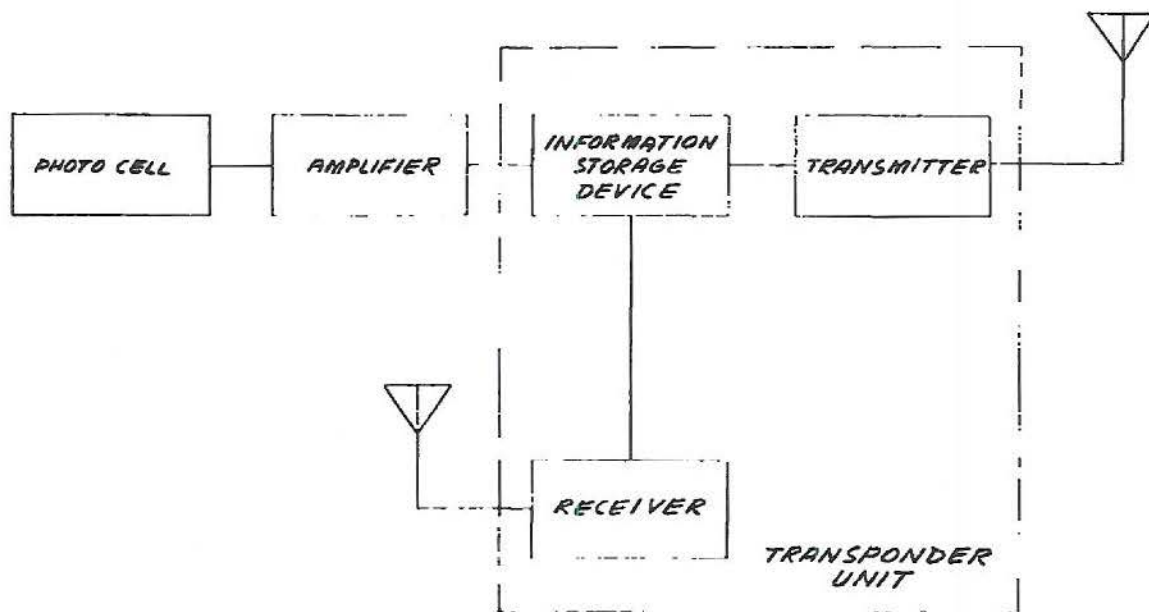 PHOTO CELL
AMPLIFIER
INFORMATION
STORAGE
DEVICE
TRANSMITTER
RECEIVER
TRANSPONDER
UNIT